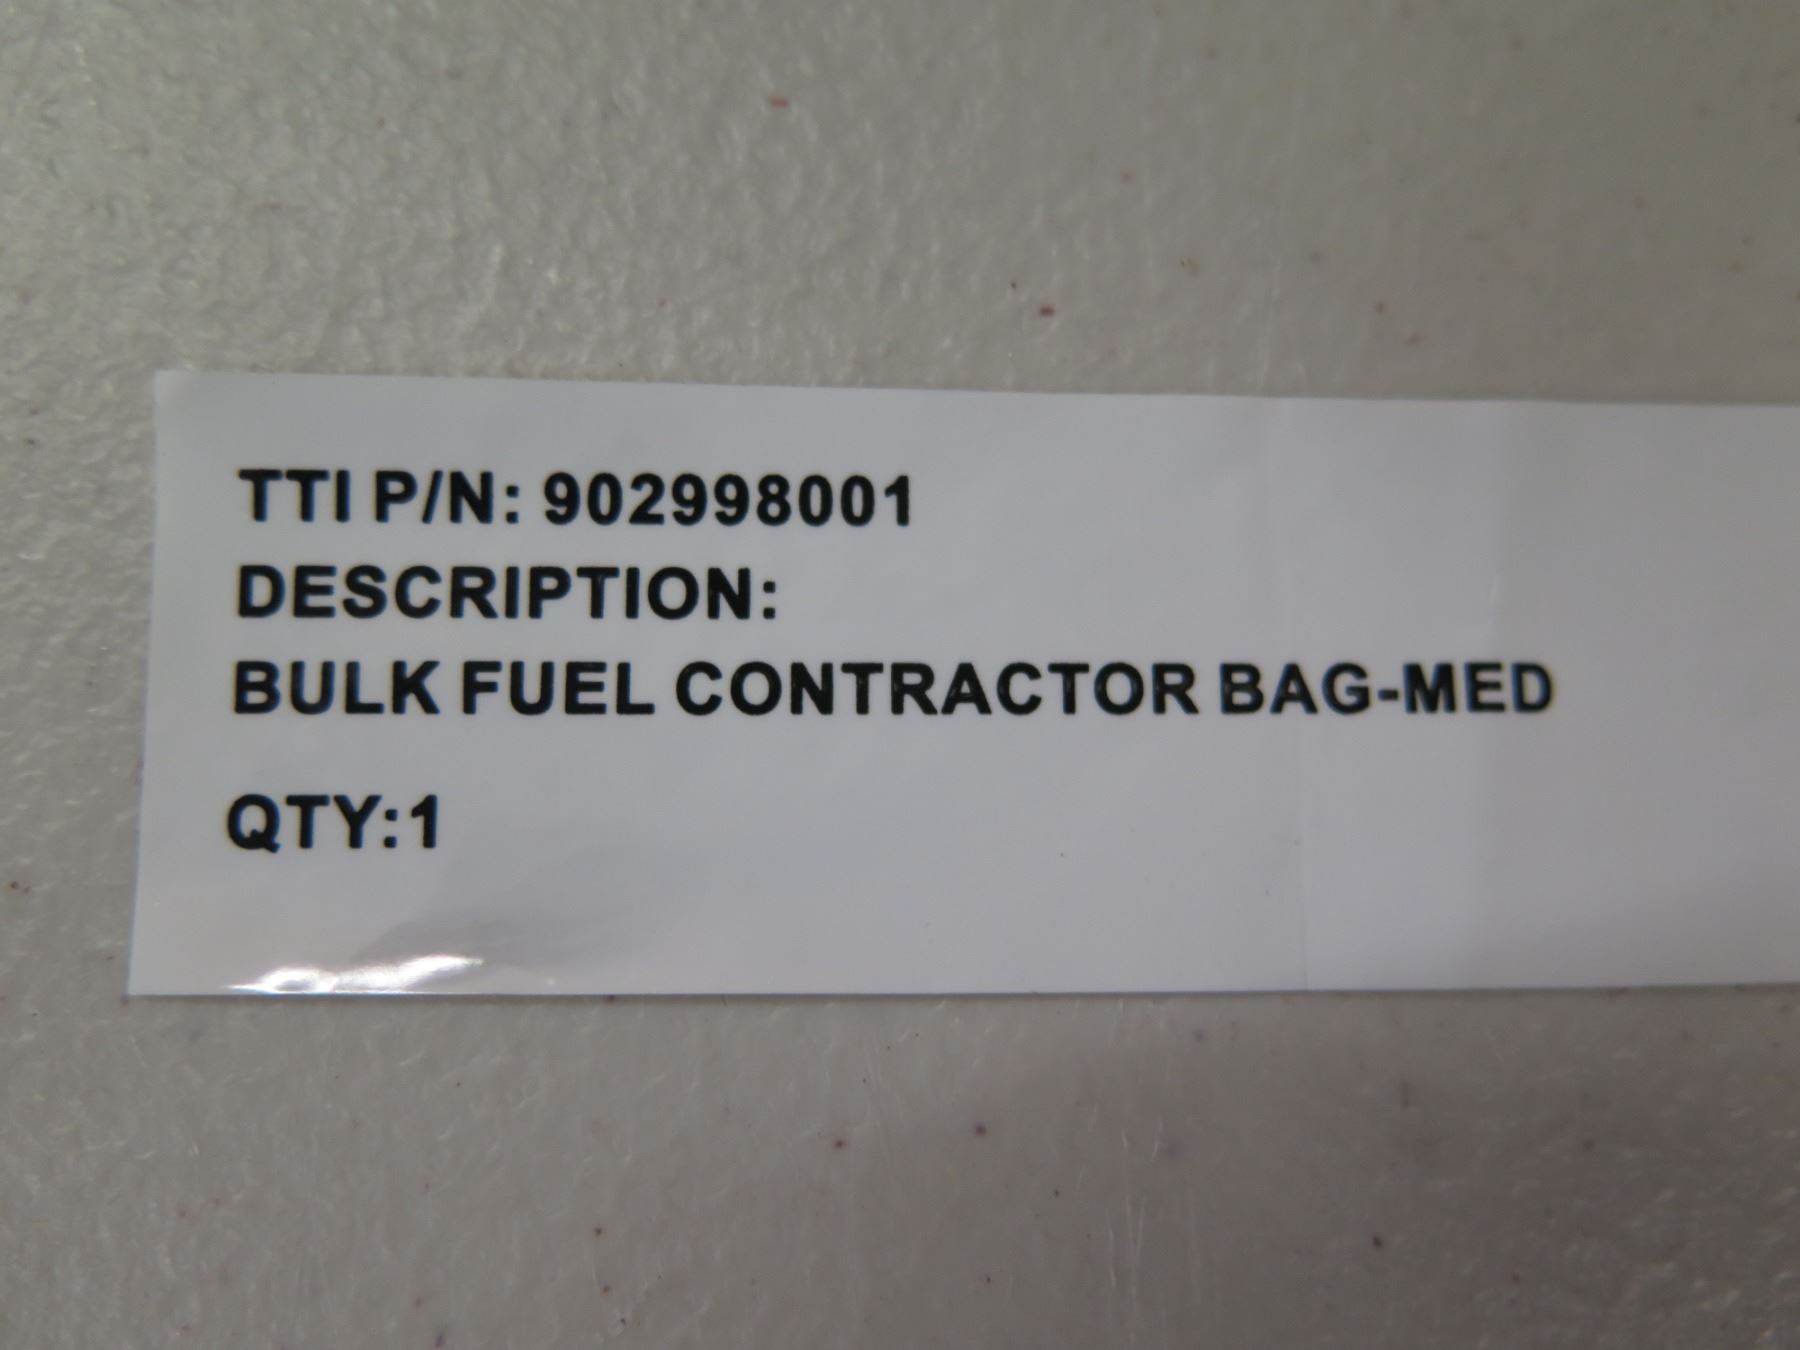 TTI P/N: 902998001
DESCRIPTION:
BULK FUEL CONTRACTOR BAG-MED
QTY:1